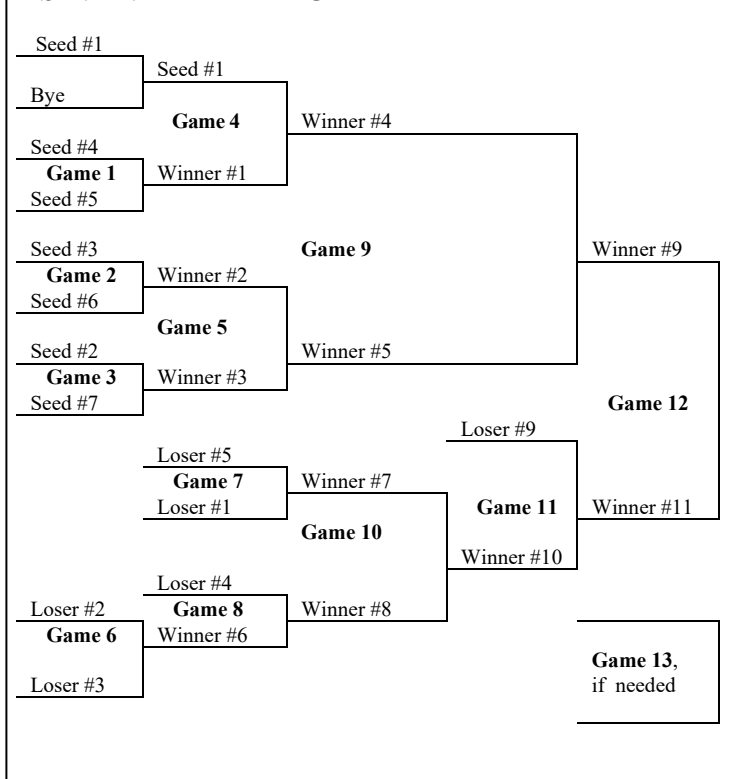 Seed #1
Seed #1
Bye
Game 4
Winner #4
Seed #4
Game 1
Winner #1
Seed #5
Seed #3
Game 9
Winner #9
Game 2
Winner #2
Seed #6
Game 5
Seed #2
Winner #5
Game 3
Winner #3
Seed #7
Game 12
Loser #9
Loser #5
Game 7
Winner #7
Loser #1
Game 11
Winner #11
Game 10
Winner #10
Loser #4
Loser #2
Game 8
Winner #8
Game 6
Winner #6
Game 13,
if needed
Loser #3